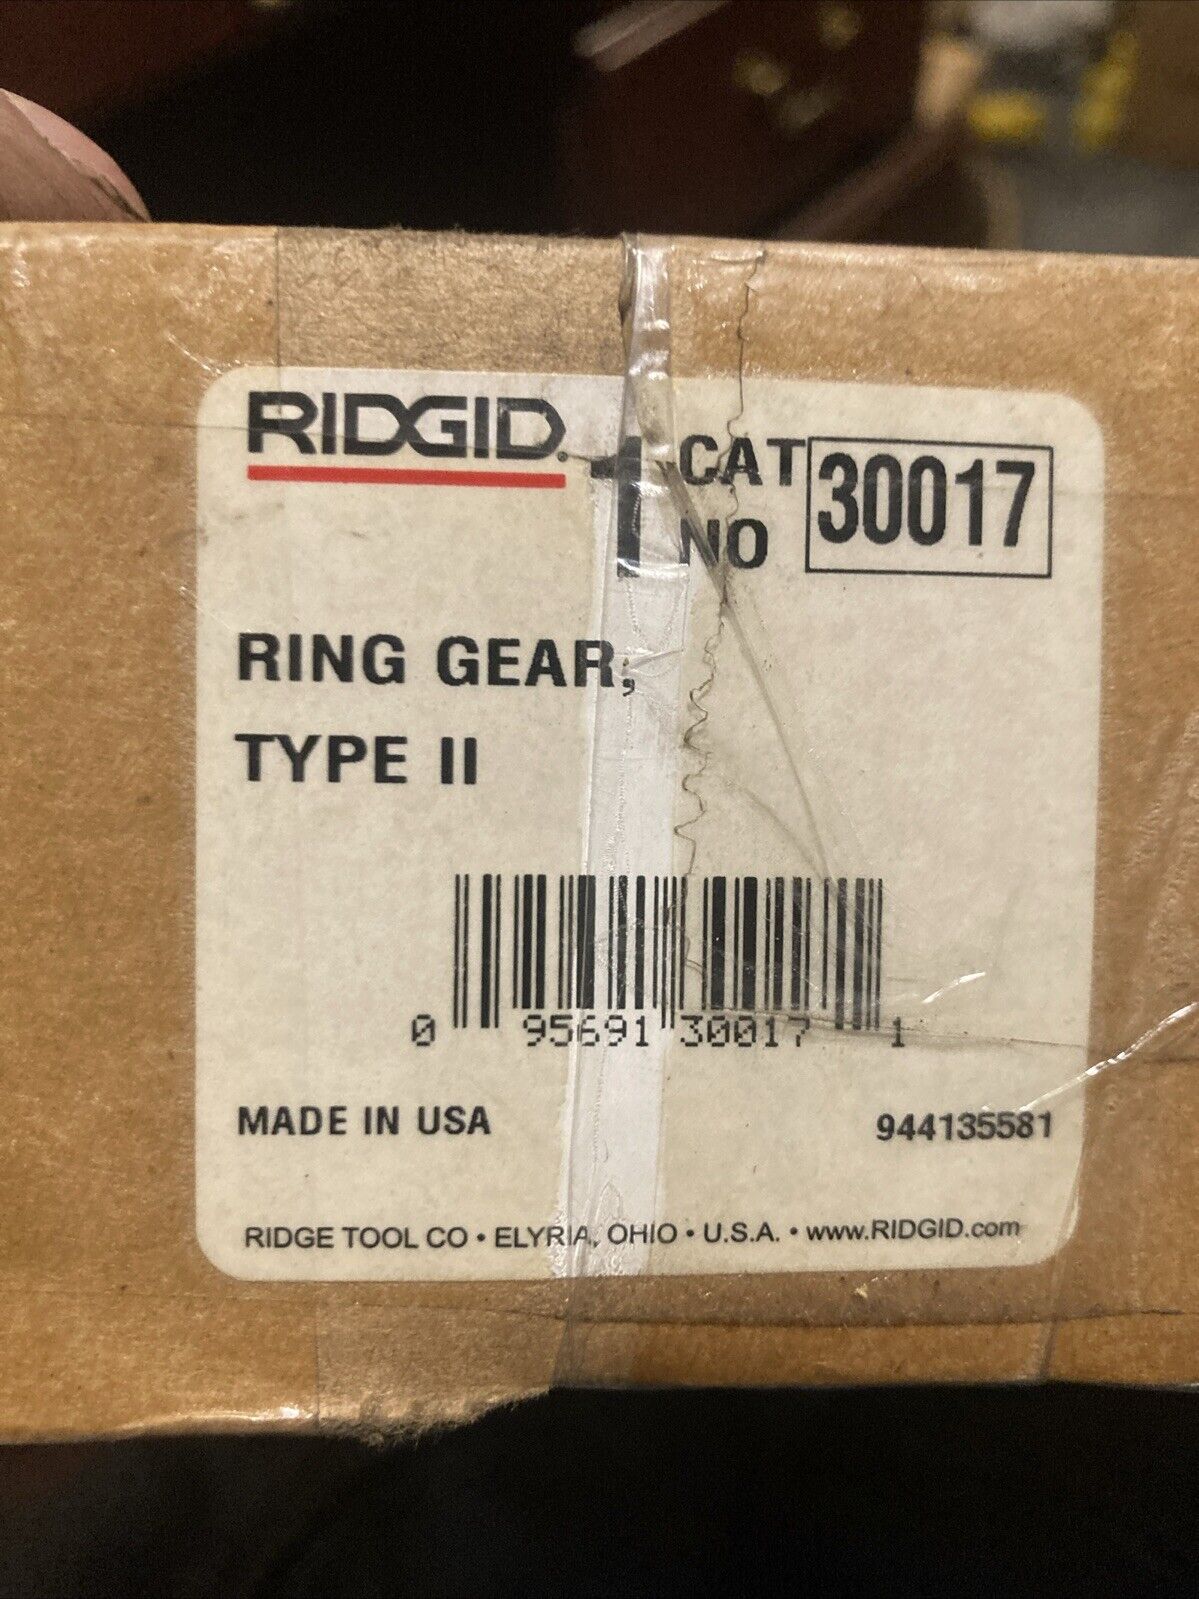 RIDGID®
1 CAT NO 30017
RING GEAR,
TYPE II
0 95691 30017 1
MADE IN USA 944135581
RIDGE TOOL CO • ELYRIA, OHIO • U.S.A. • www.RIDGID.com